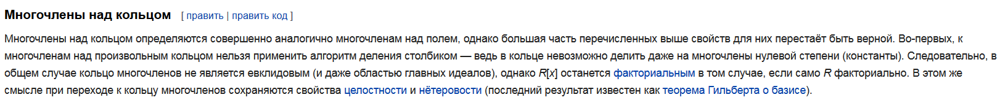 Многочлены над кольцом [ править | править код ]
Многочлены над кольцом определяются совершенно аналогично многочленам над полем, однако большая часть перечисленных выше свойств для них перестаёт быть верной. Во-первых, к
многочленам над произвольным кольцом нельзя применить алгоритм деления столбиком — ведь в кольце невозможно делить даже на многочлены нулевой степени (константы). Следовательно, в
общем случае кольцо многочленов не является евклидовым (и даже областью главных идеалов), однако R[x] останется факториальным в том случае, если само R факториально. В этом же
смысле при переходе к кольцу многочленов сохраняются свойства целостности и нётеровости (последний результат известен как теорема Гильберта о базисе).